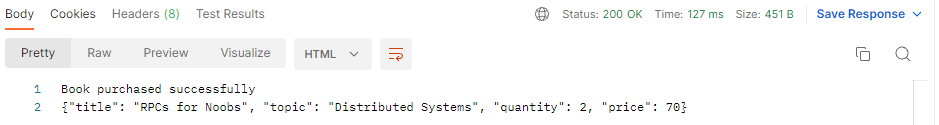 Body Cookies Headers (8) Test Results Status: 200 OK Time: 127 ms Size: 451 B Save Response
Pretty Raw Preview Visualize HTML
1 Book purchased successfully
2 {"title": "RPCs for Noobs", "topic": "Distributed Systems", "quantity": 2, "price": 70}